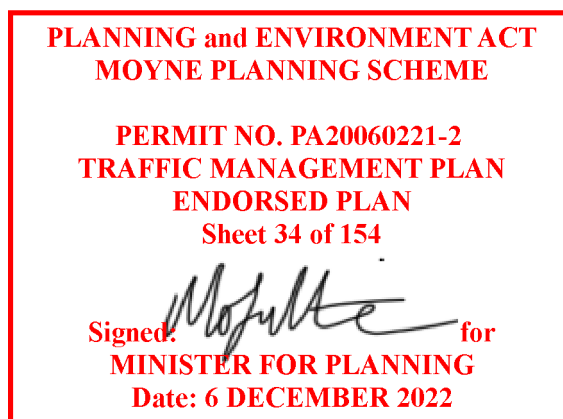 PLANNING and ENVIRONMENT ACT
MOYNE PLANNING SCHEME
PERMIT NO. PA20060221-2
TRAFFIC MANAGEMENT PLAN
ENDORSED PLAN
Sheet 34 of 154
Signed: for
MINISTER FOR PLANNING
Date: 6 DECEMBER 2022